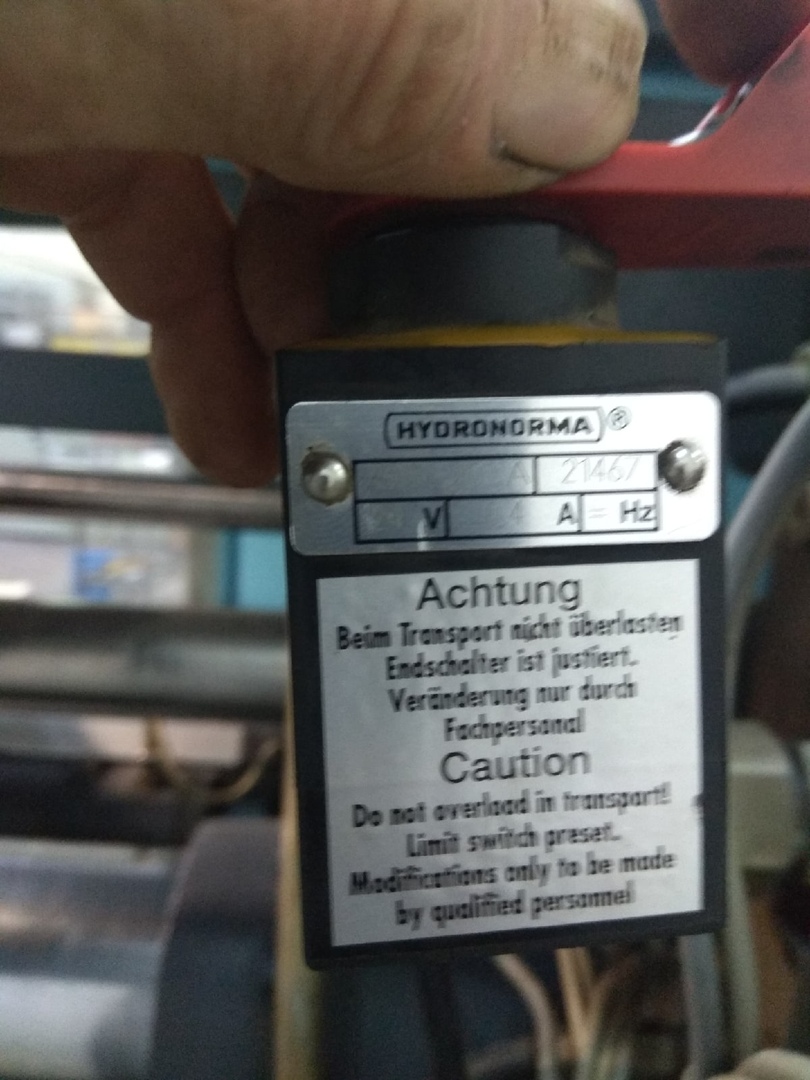 HYDRONORMA®
A 21467
V 4 A = Hz
Achtung
Beim Transport nicht überlasten
Endschalter ist justiert.
Veränderung nur durch
Fachpersonal
Caution
Do not overload in transport!
Limit switch preset.
Modifications only to be made
by qualified personnel